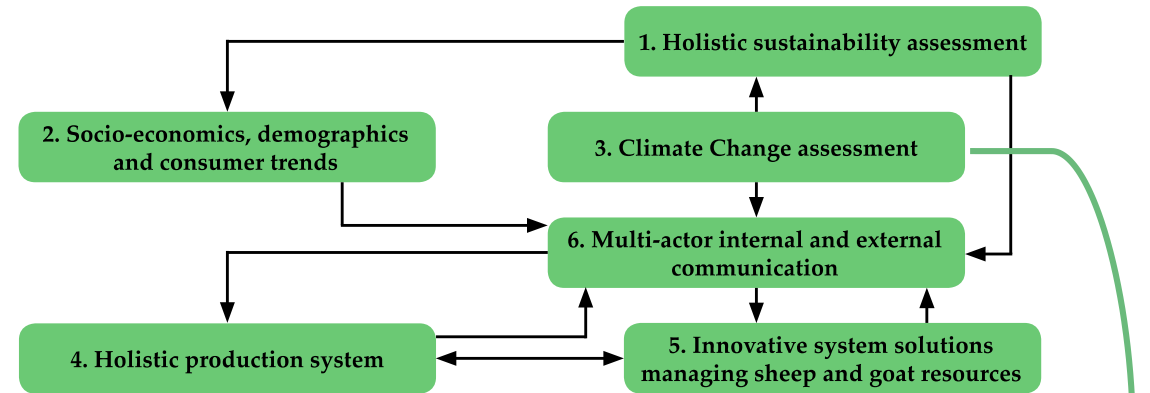 1. Holistic sustainability assessment
2. Socio-economics, demographics
and consumer trends
3. Climate Change assessment
6. Multi-actor internal and external
communication
4. Holistic production system
5. Innovative system solutions
managing sheep and goat resources